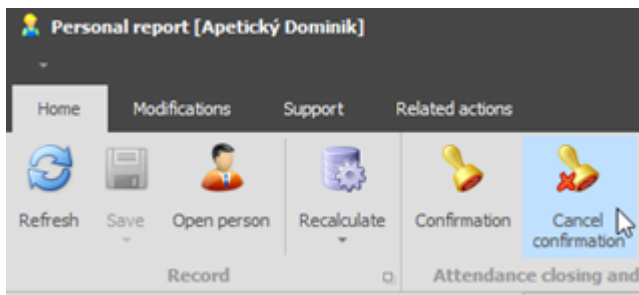 Personal report [Apetický Dominik]
Home Modifications Support Related actions
Refresh Save Open person Recalculate Confirmation Cancel confirmation
Record Attendance closing and